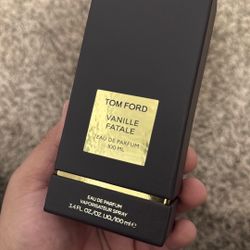 TOM FORD
VANILLE
FATALE
EAU DE PARFUM
100 ML
EAU DE PARFUM
VAPORISATEUR SPRAY
3.4 FL.OZ./OZ.LIQ./100 ml ℮